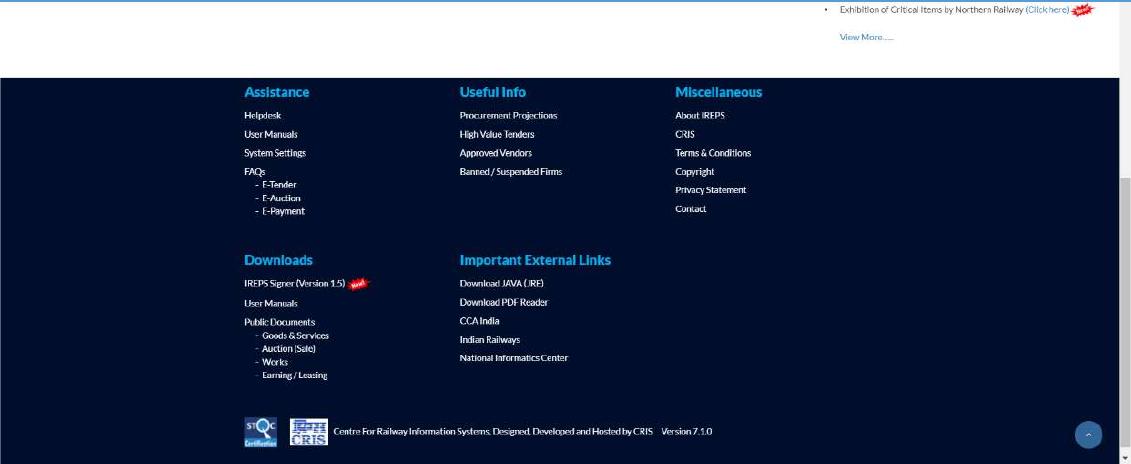 • Exhibition of Critical Items by Northern Railway (Click here) New!
View More......
Assistance
Helpdesk
User Manuals
System Settings
FAQs
- E-Tender
- E-Auction
- E-Payment
Useful Info
Procurement Projections
High Value Tenders
Approved Vendors
Banned / Suspended Firms
Miscellaneous
About IREPS
CRIS
Terms & Conditions
Copyright
Privacy Statement
Contact
Downloads
IREPS Signer (Version 1.5) New!
User Manuals
Public Documents
- Goods & Services
- Auction (Sale)
- Works
- Earning / Leasing
Important External Links
Download JAVA (JRE)
Download PDF Reader
CCA India
Indian Railways
National Informatics Center
STQC
Certification
CRIS
Centre For Railway Information Systems, Designed, Developed and Hosted by CRIS Version 7.1.0